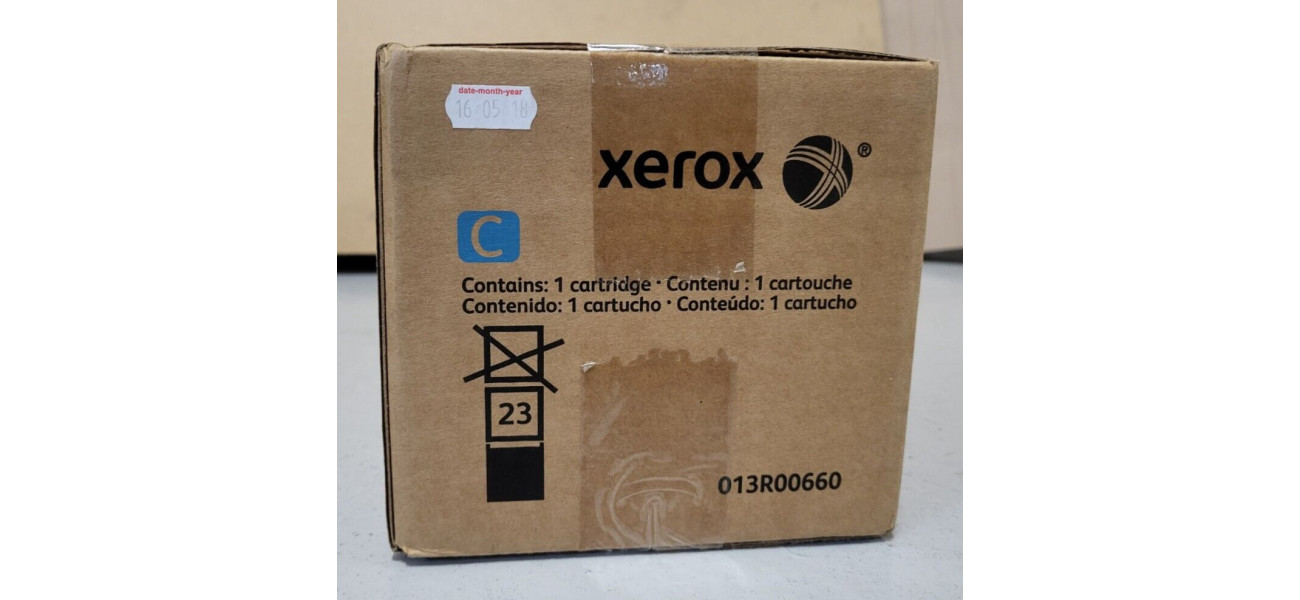 date-month-year
16 05 18
xerox ®
C
Contains: 1 cartridge · Contenu : 1 cartouche
Contenido: 1 cartucho · Conteúdo: 1 cartucho
23
013R00660